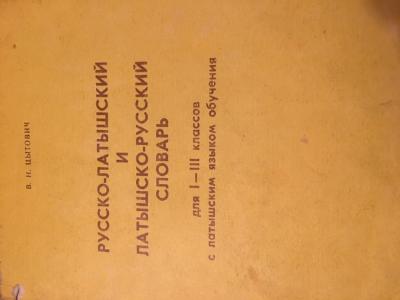 В. Н. ЦЫТОВИЧ
РУССКО-ЛАТЫШСКИЙ
И
ЛАТЫШСКО-РУССКИЙ
СЛОВАРЬ
для I—III классов
с латышским языком обучения